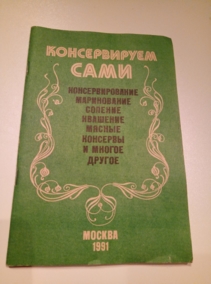 КОНСЕРВИРУЕМ
САМИ
КОНСЕРВИРОВАНИЕ
МАРИНОВАНИЕ
СОЛЕНИЕ
КВАШЕНИЕ
МЯСНЫЕ
КОНСЕРВЫ
И МНОГОЕ
ДРУГОЕ
МОСКВА
1991